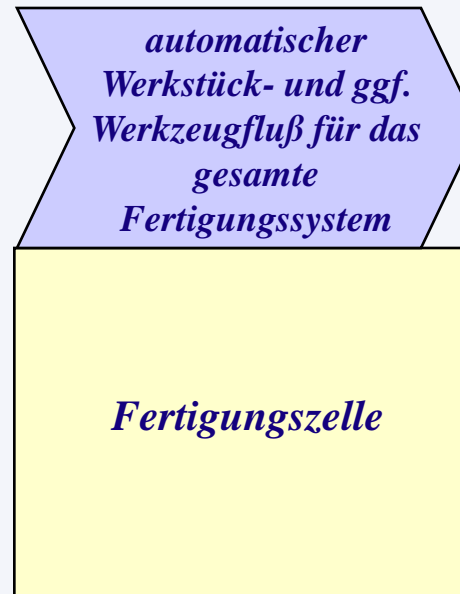 automatischer
Werkstück- und ggf.
Werkzeugfluß für das
gesamte
Fertigungssystem
Fertigungszelle